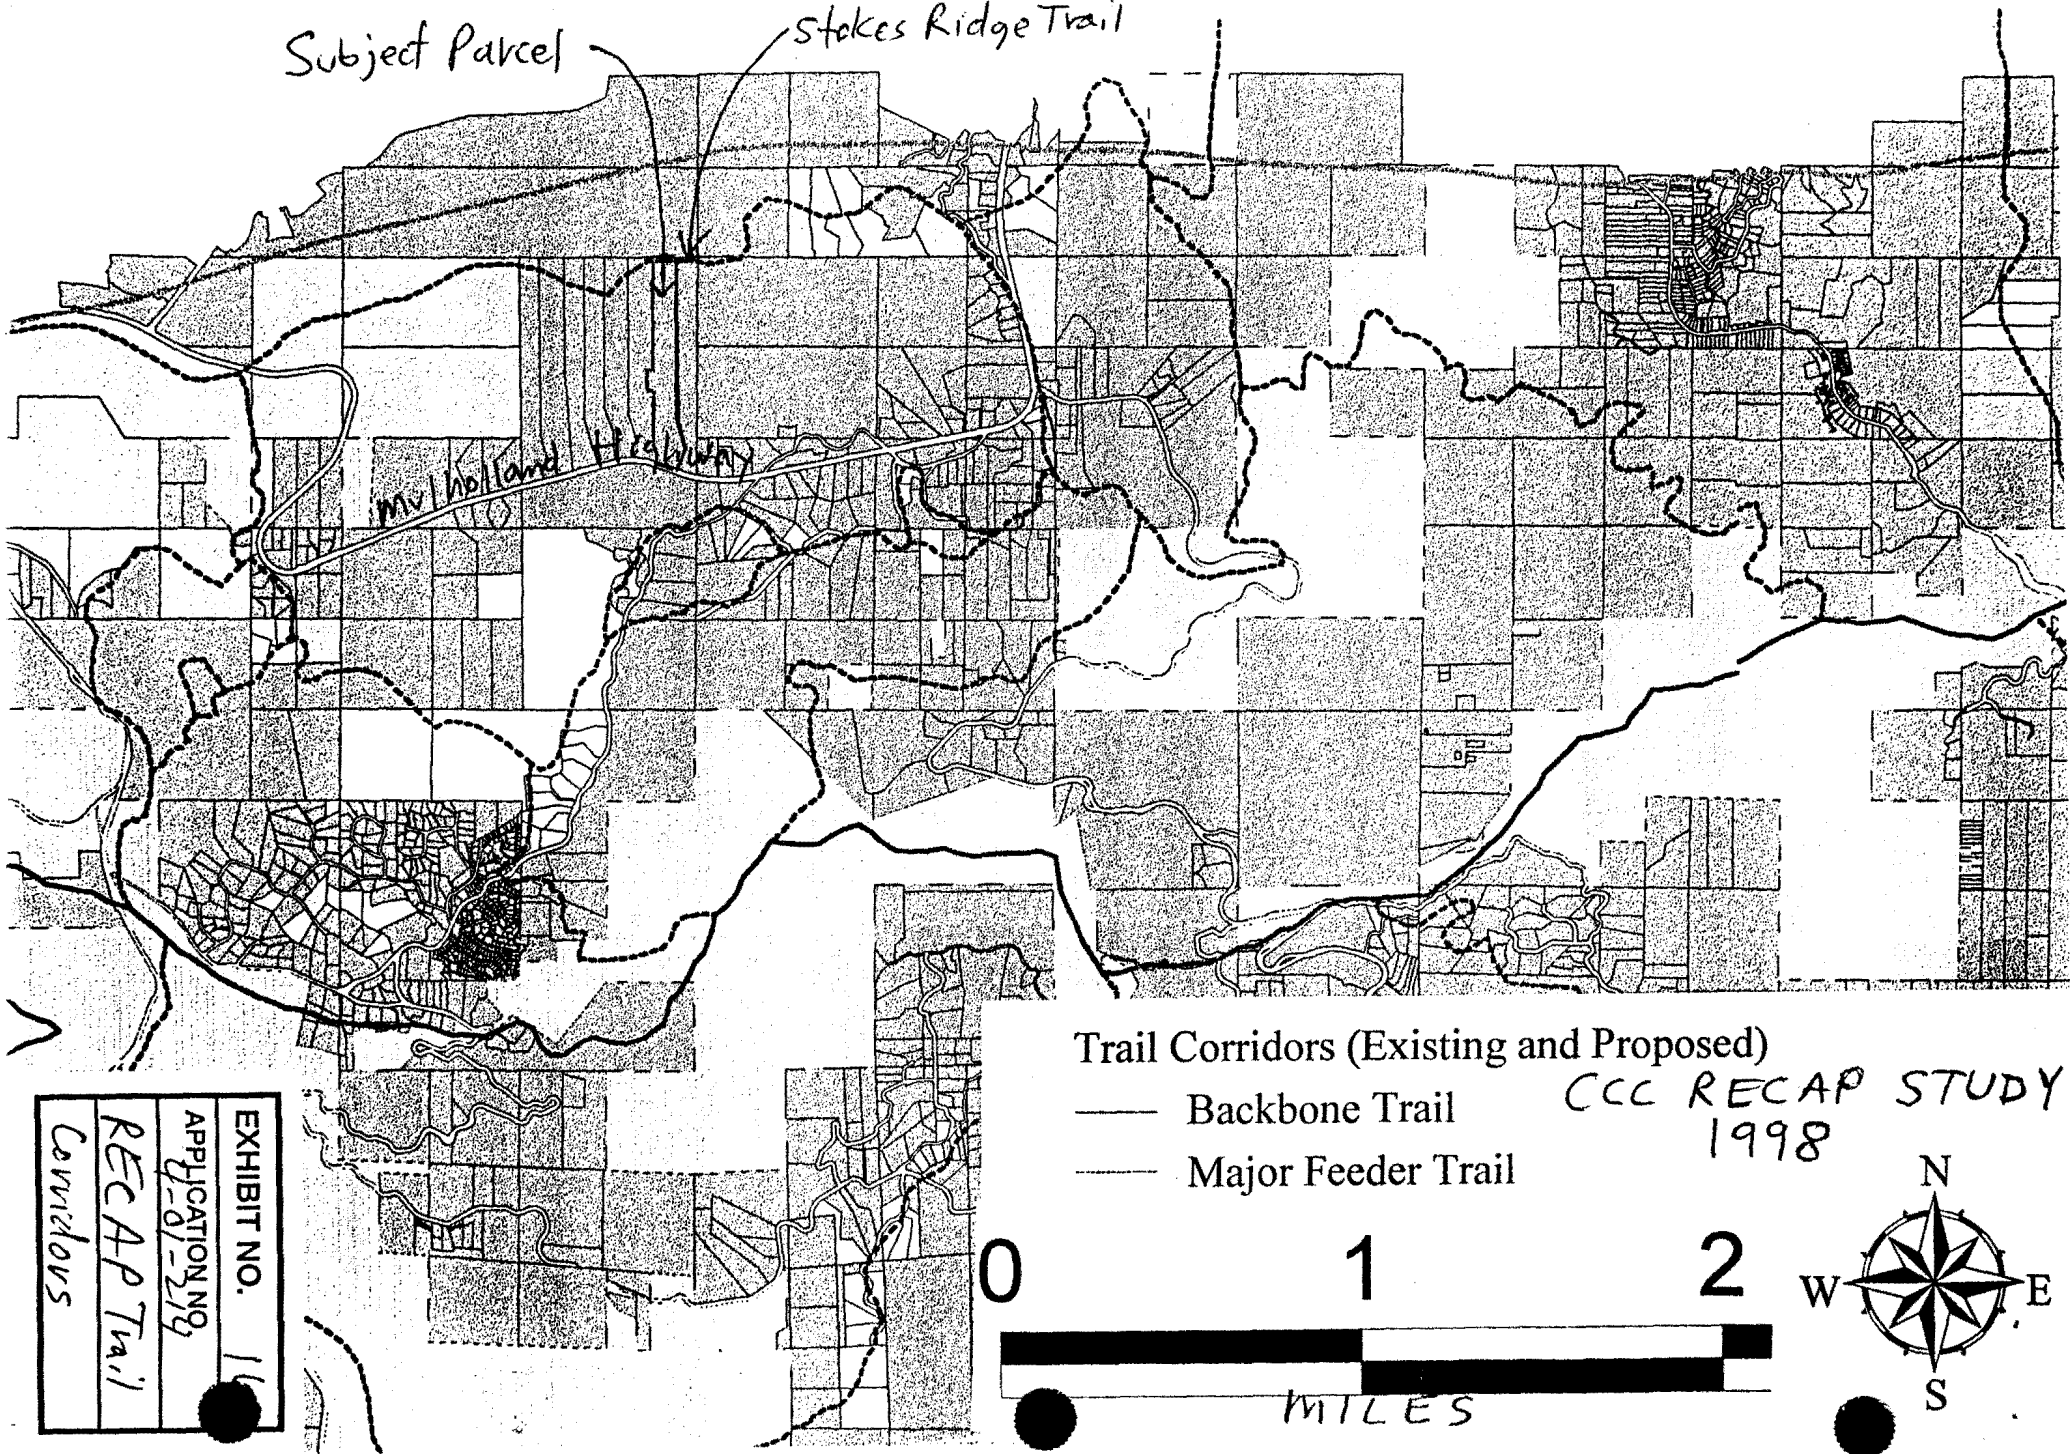 Subject Parcel
Stokes Ridge Trail
Mulholland Highway
Trail Corridors (Existing and Proposed)
Backbone Trail
Major Feeder Trail
CCC RECAP STUDY
1998
0 1 2
MILES
N
W E
S
EXHIBIT NO.
APPLICATION NO.
RECAP Trail
Corridors